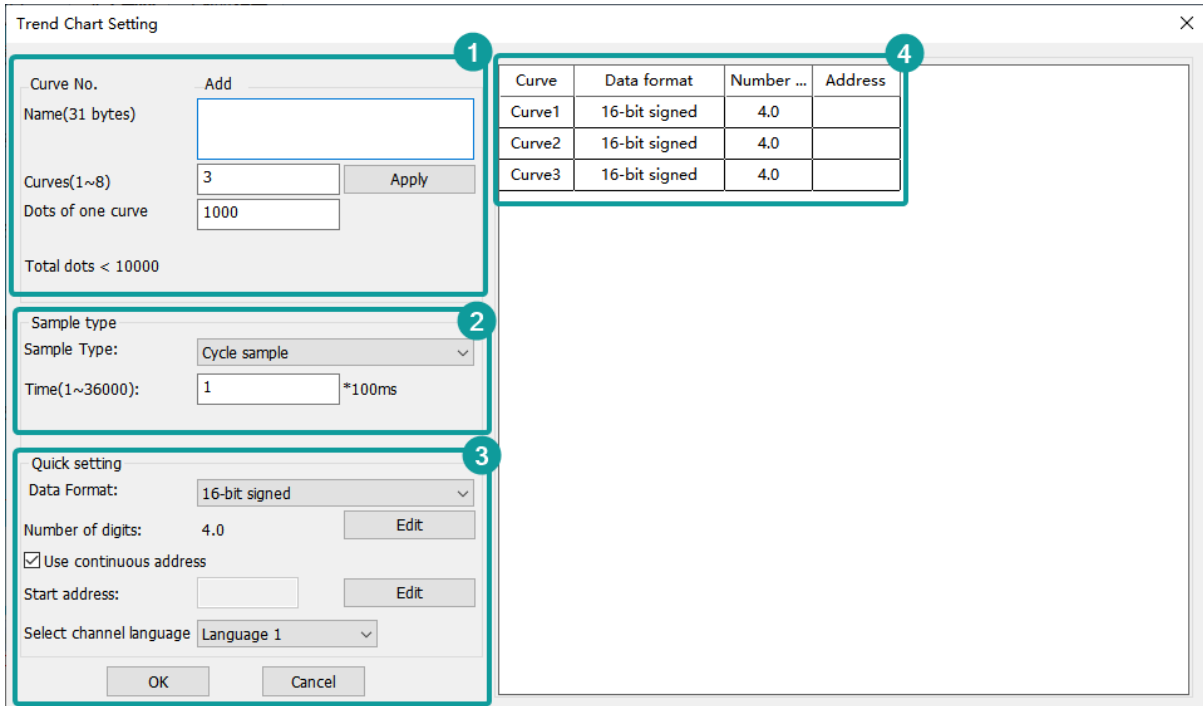 Trend Chart Setting
1
Curve No. Add
Name(31 bytes)
Curves(1~8) 3 Apply
Dots of one curve 1000
Total dots < 10000
2
Sample type
Sample Type: Cycle sample
Time(1~36000): 1 *100ms
3
Quick setting
Data Format: 16-bit signed
Number of digits: 4.0 Edit
Use continuous address
Start address: Edit
Select channel language Language 1
OK Cancel
4
Curve Data format Number ... Address
Curve1 16-bit signed 4.0
Curve2 16-bit signed 4.0
Curve3 16-bit signed 4.0